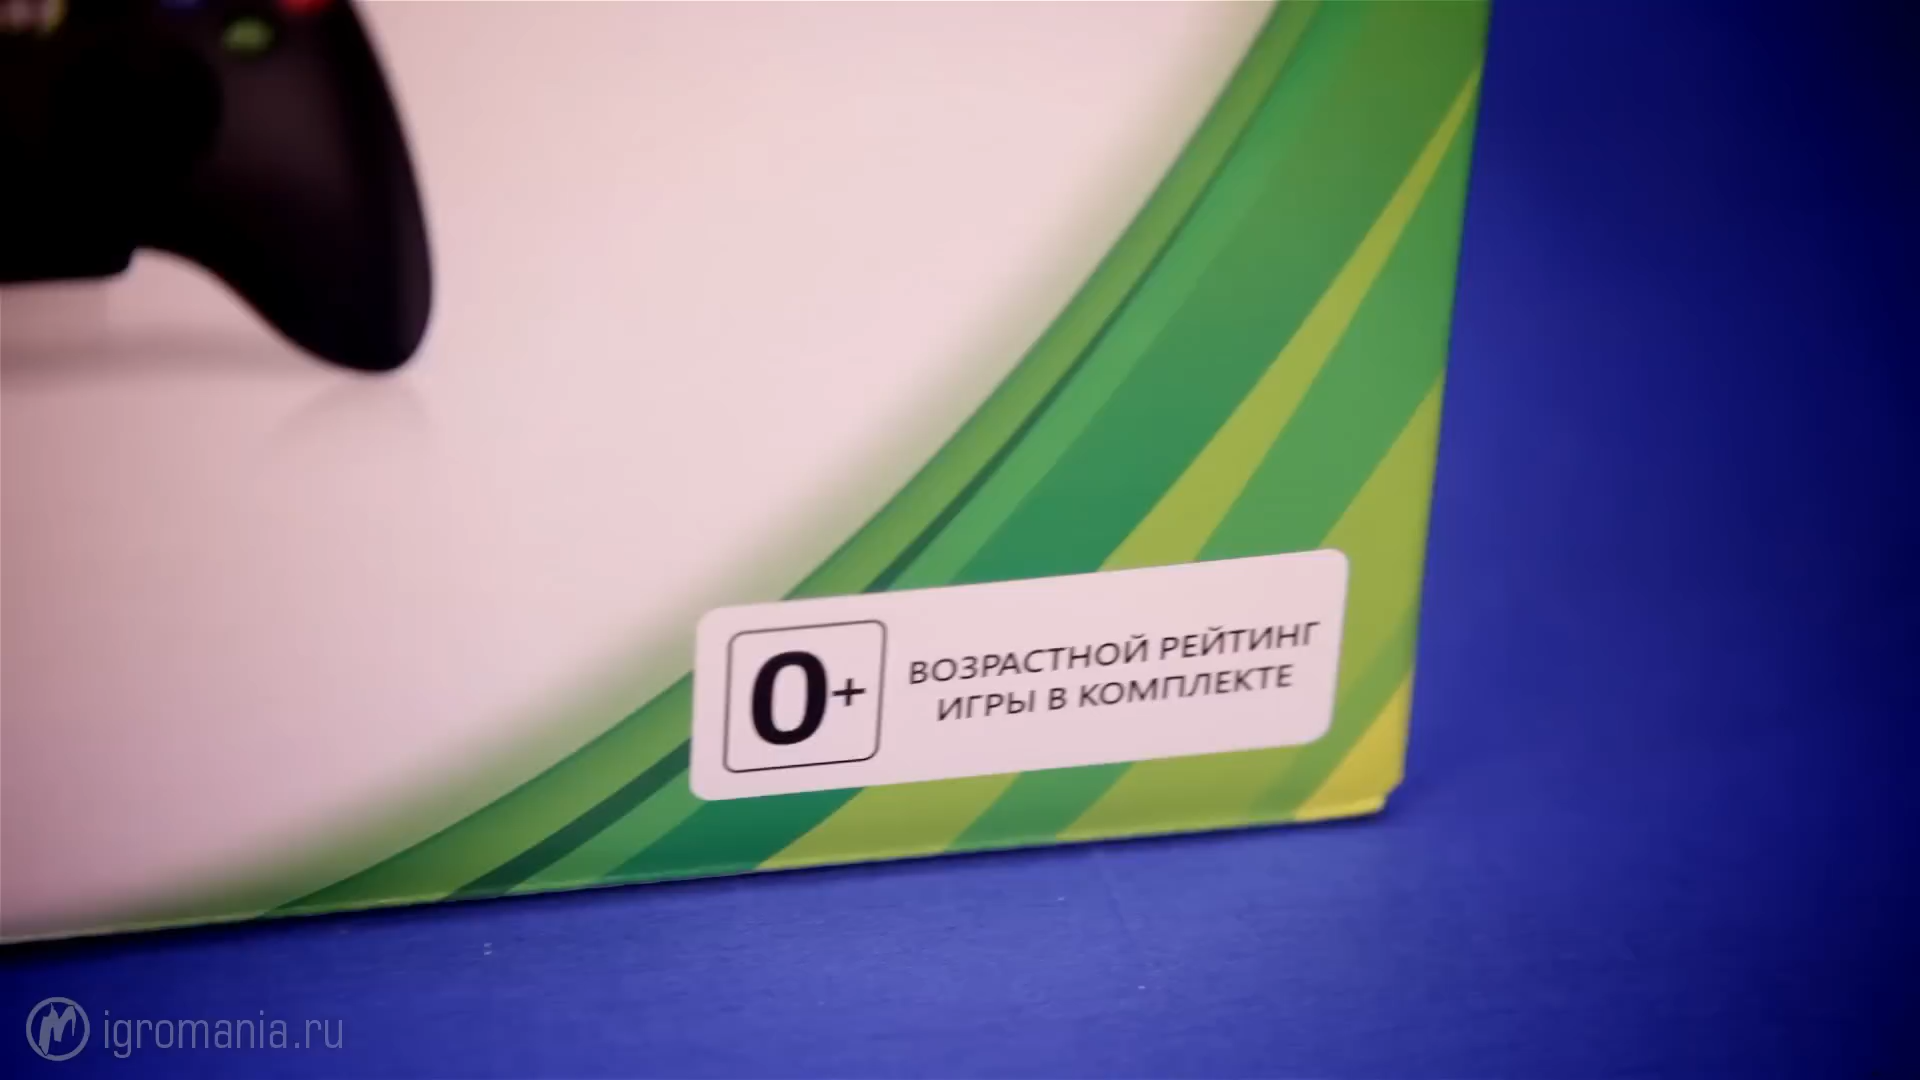 0+
ВОЗРАСТНОЙ РЕЙТИНГ
ИГРЫ В КОМПЛЕКТЕ
igromania.ru